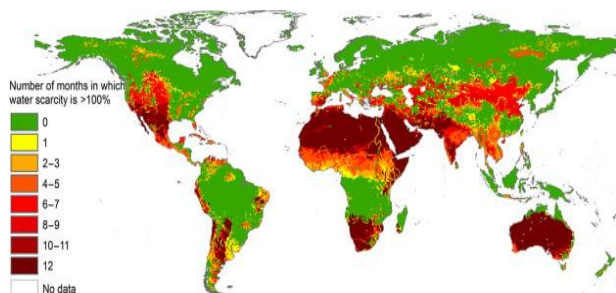 Number of months in which
water scarcity is >100%
0
1
2–3
4–5
6–7
8–9
10–11
12
No data